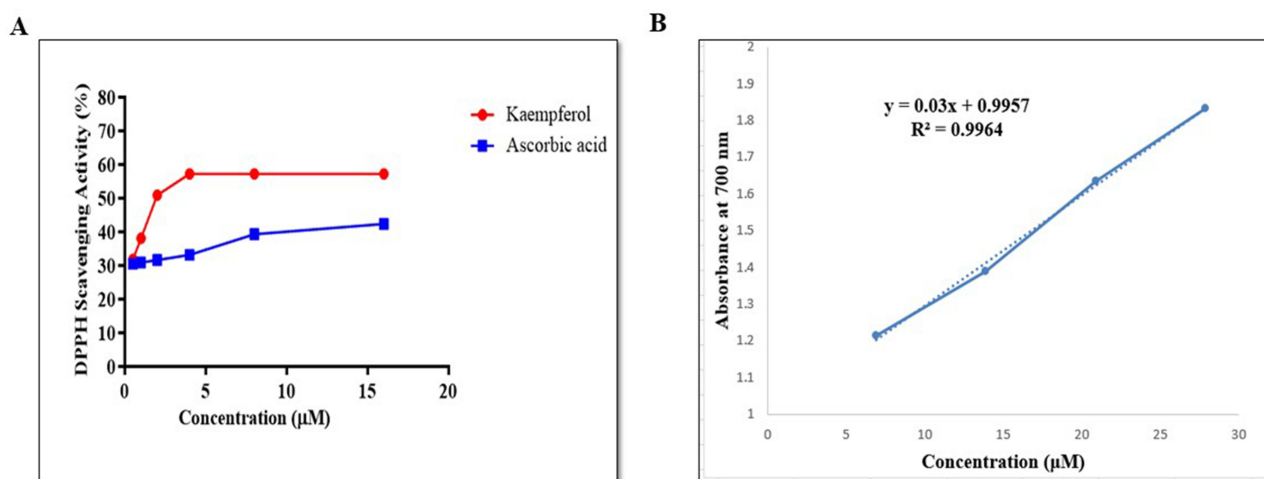 A
DPPH Scavenging Activity (%)
80
70
60
50
40
30
20
10
0
0 5 10 15 20
Concentration (μM)
Kaempferol
Ascorbic acid
B
Absorbance at 700 nm
2
1.9
1.8
1.7
1.6
1.5
1.4
1.3
1.2
1.1
1
0 5 10 15 20 25 30
Concentration (μM)
y = 0.03x + 0.9957
R² = 0.9964